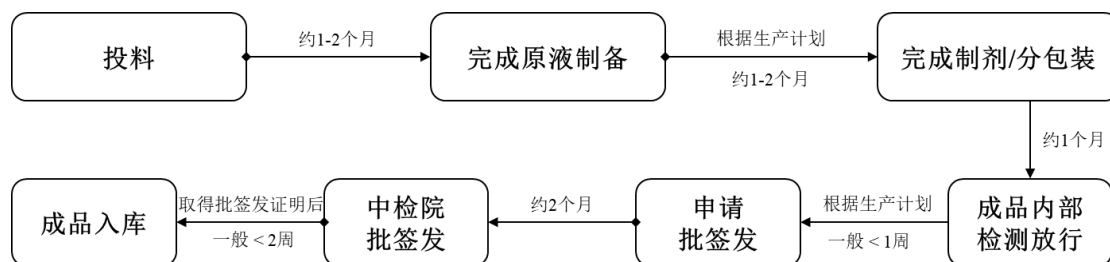 投料
约1-2个月
完成原液制备
根据生产计划
约1-2个月
完成制剂/分包装
约1个月
成品内部
检测放行
根据生产计划
一般 < 1周
申请
批签发
约2个月
中检院
批签发
取得批签发证明后
一般 < 2周
成品入库